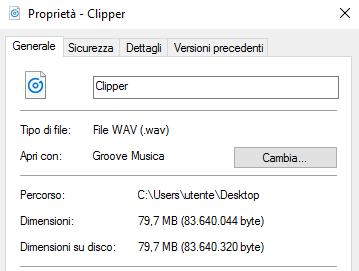 Proprietà - Clipper
Generale Sicurezza Dettagli Versioni precedenti
Clipper
Tipo di file: File WAV (.wav)
Apri con: Groove Musica Cambia...
Percorso: C:\Users\utente\Desktop
Dimensioni: 79,7 MB (83.640.044 byte)
Dimensioni su disco: 79,7 MB (83.640.320 byte)